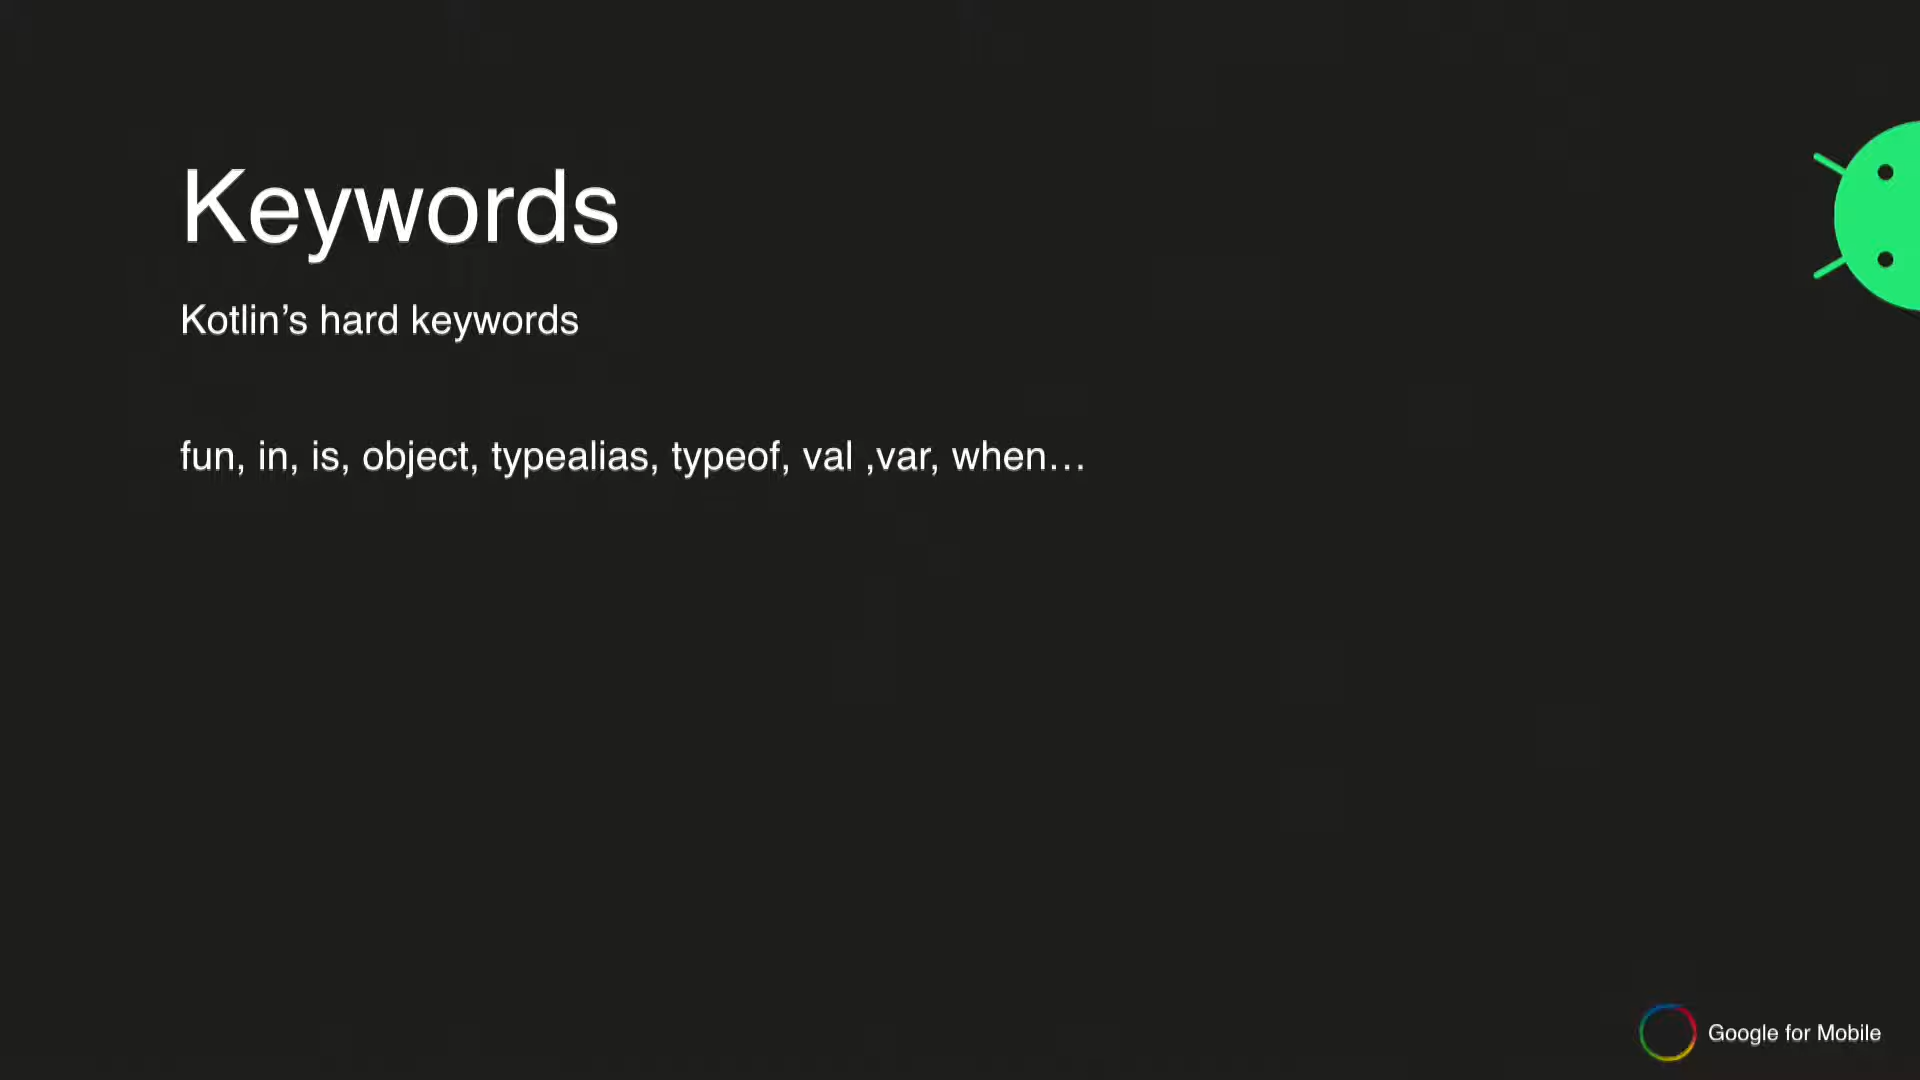 Keywords
Kotlin’s hard keywords
fun, in, is, object, typealias, typeof, val ,var, when…
Google for Mobile